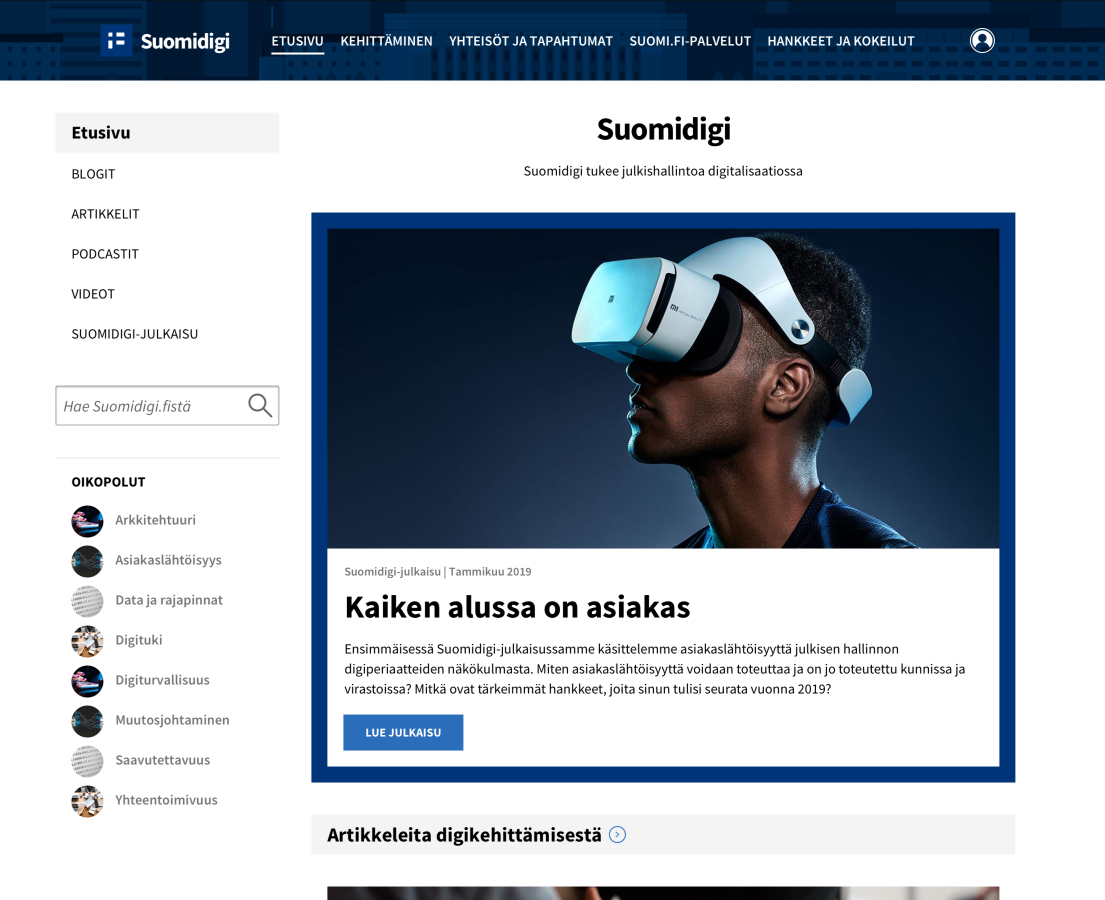 Suomidigi
ETUSIVU KEHITTÄMINEN YHTEISÖT JA TAPAHTUMAT SUOMI.FI-PALVELUT HANKKEET JA KOKEILUT
Etusivu
BLOGIT
ARTIKKELIT
PODCASTIT
VIDEOT
SUOMIDIGI-JULKAISU
Hae Suomidigi.fistä
OIKOPOLUT
Arkkitehtuuri
Asiakaslähtöisyys
Data ja rajapinnat
Digituki
Digiturvallisuus
Muutosjohtaminen
Saavutettavuus
Yhteentoimivuus
Suomidigi
Suomidigi tukee julkishallintoa digitalisaatiossa
Suomidigi-julkaisu | Tammikuu 2019
Kaiken alussa on asiakas
Ensimmäisessä Suomidigi-julkaisussamme käsittelemme asiakaslähtöisyyttä julkisen hallinnon
digiperiaatteiden näkökulmasta. Miten asiakaslähtöisyyttä voidaan toteuttaa ja on jo toteutettu kunnissa ja
virastoissa? Mitkä ovat tärkeimmät hankkeet, joita sinun tulisi seurata vuonna 2019?
LUE JULKAISU
Artikkeleita digikehittämisestä